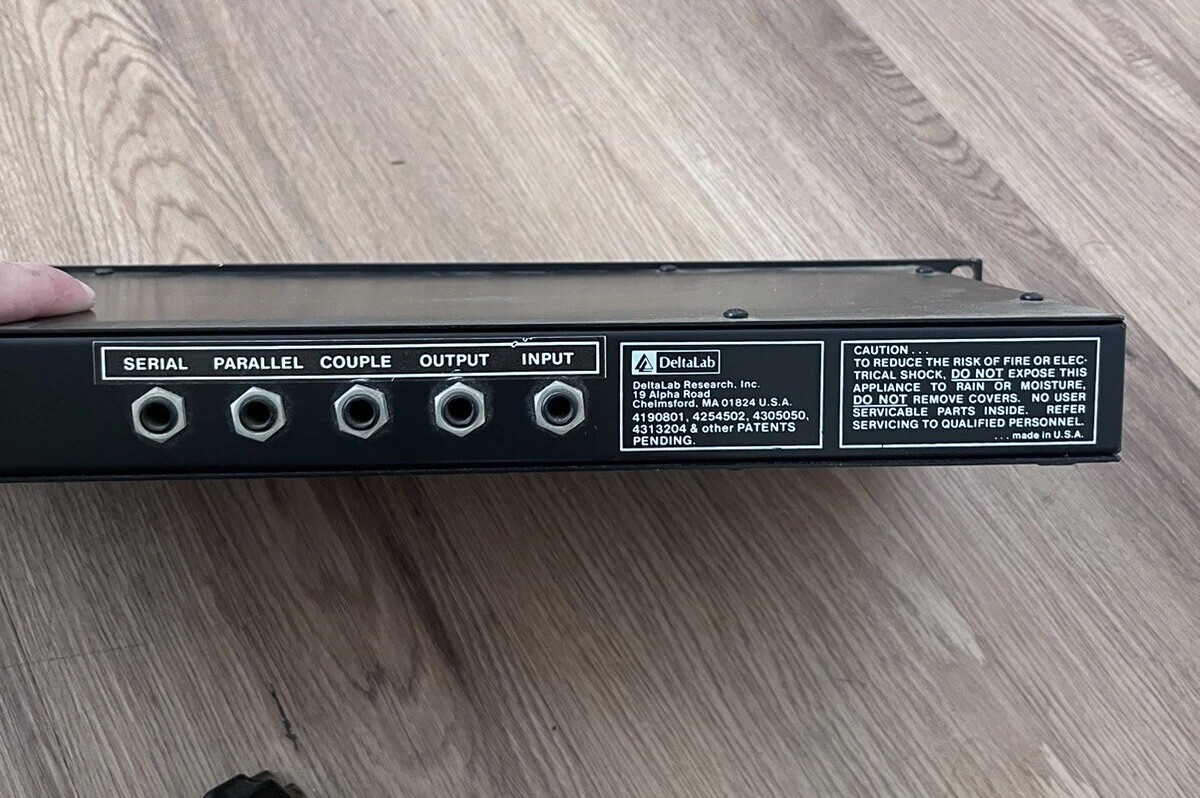 SERIAL PARALLEL COUPLE OUTPUT INPUT
DeltaLab
DeltaLab Research, Inc.
19 Alpha Road
Chelmsford, MA 01824 U.S.A.
4190801, 4254502, 4305050,
4313204 & other PATENTS
PENDING.
CAUTION . . .
TO REDUCE THE RISK OF FIRE OR ELEC-
TRICAL SHOCK, DO NOT EXPOSE THIS
APPLIANCE TO RAIN OR MOISTURE,
DO NOT REMOVE COVERS. NO USER
SERVICABLE PARTS INSIDE. REFER
SERVICING TO QUALIFIED PERSONNEL.
. . . made in U.S.A.